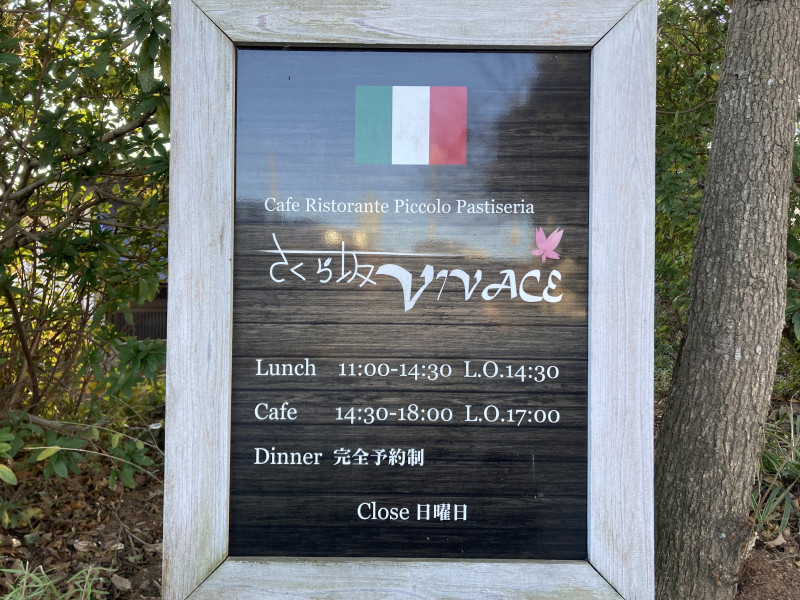 Cafe Ristorante Piccolo Pastiseria
さくら坂 VIVACE
Lunch 11:00-14:30 L.O.14:30
Cafe 14:30-18:00 L.O.17:00
Dinner 完全予約制
Close 日曜日